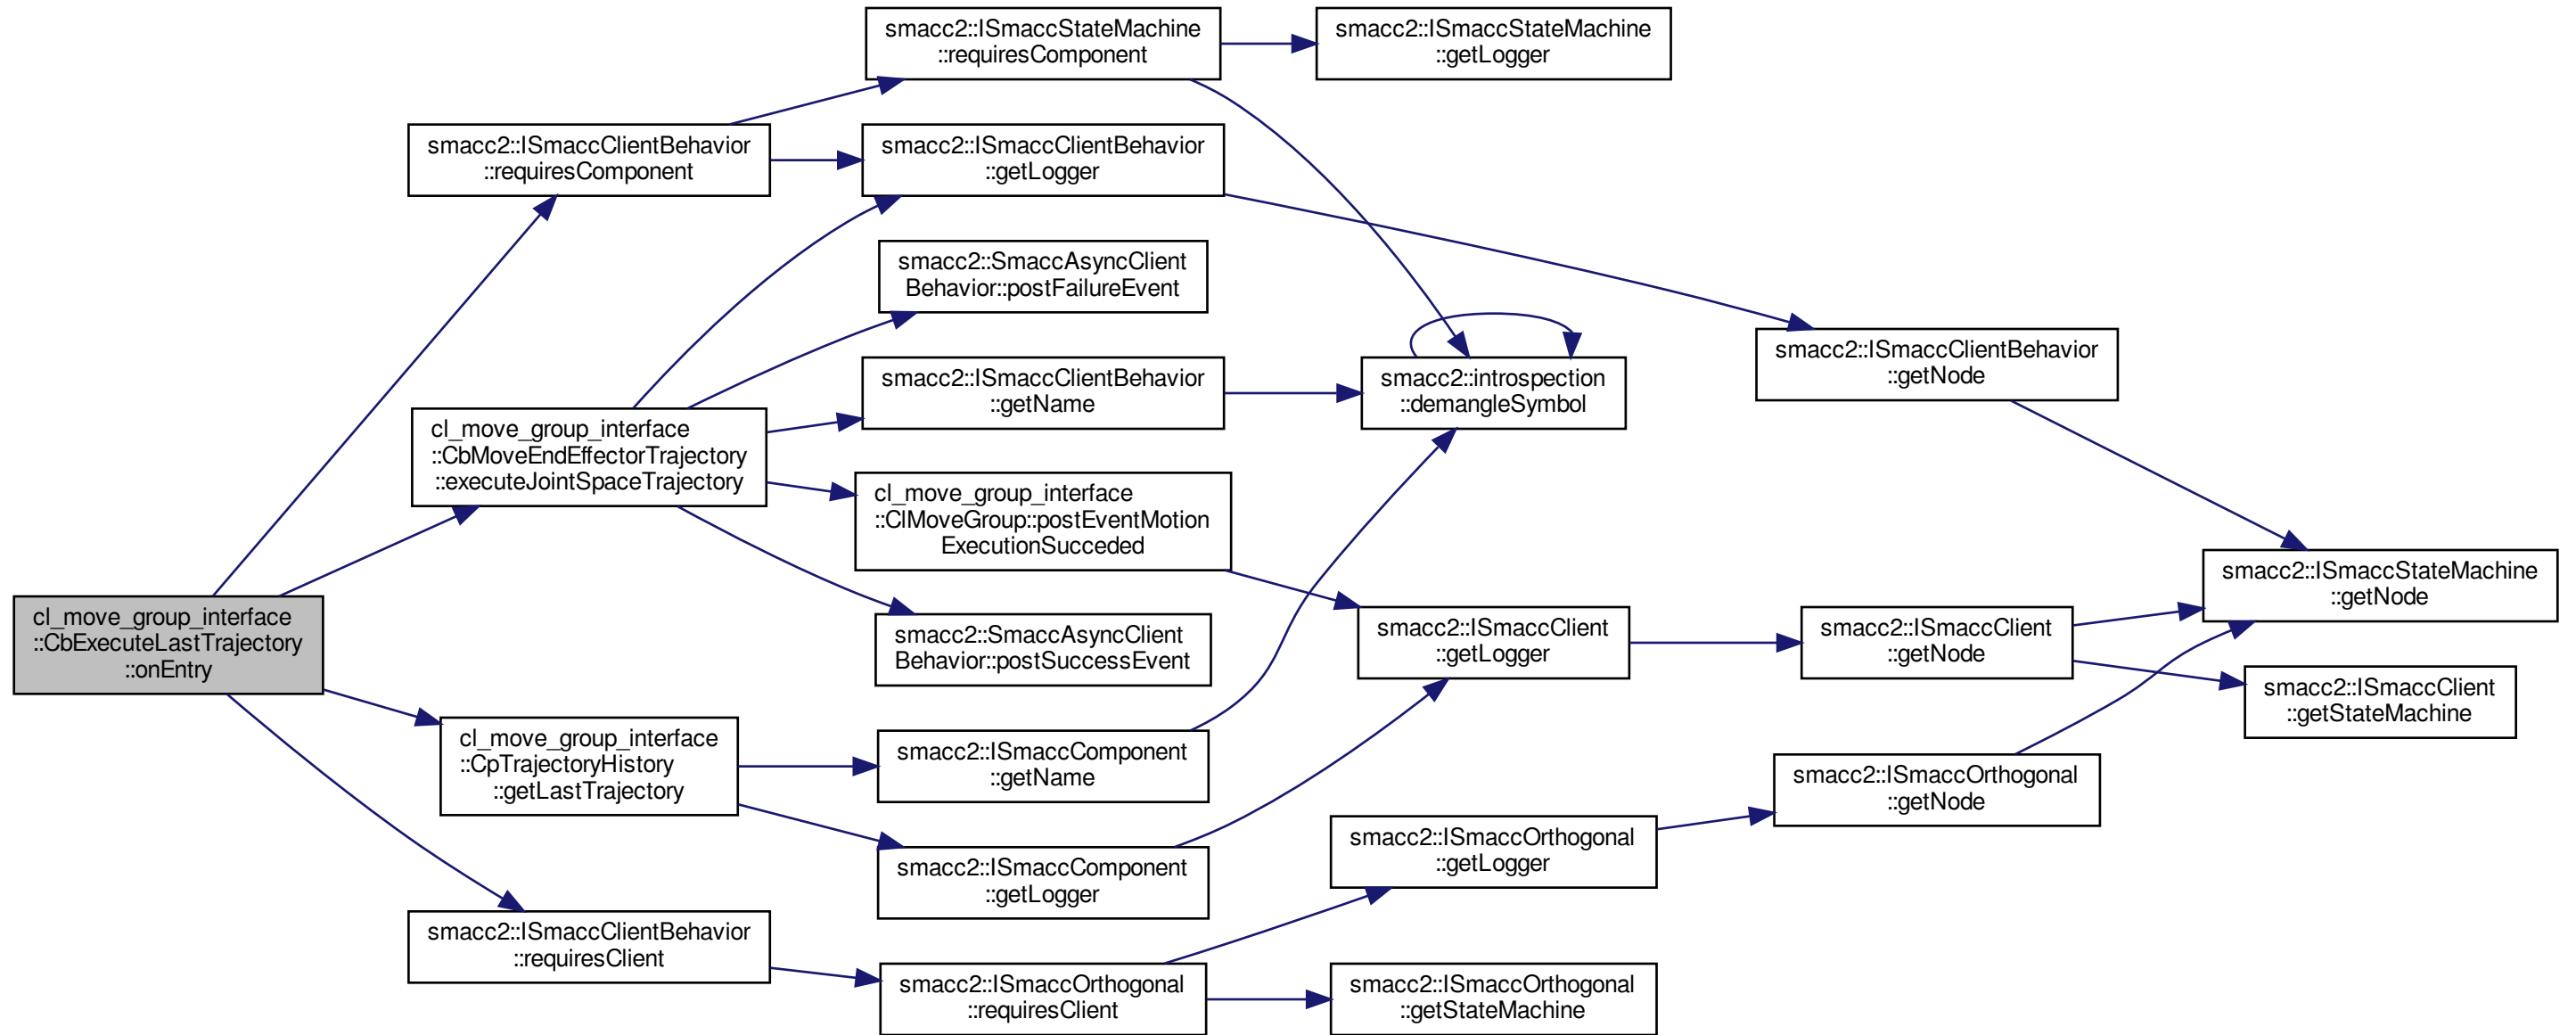 cl_move_group_interface
::CbExecuteLastTrajectory
::onEntry
smacc2::ISmaccClientBehavior
::requiresComponent
cl_move_group_interface
::CbMoveEndEffectorTrajectory
::executeJointSpaceTrajectory
cl_move_group_interface
::CpTrajectoryHistory
::getLastTrajectory
smacc2::ISmaccClientBehavior
::requiresClient
smacc2::ISmaccStateMachine
::requiresComponent
smacc2::ISmaccClientBehavior
::getLogger
smacc2::SmaccAsyncClient
Behavior::postFailureEvent
smacc2::ISmaccClientBehavior
::getName
cl_move_group_interface
::ClMoveGroup::postEventMotion
ExecutionSucceded
smacc2::SmaccAsyncClient
Behavior::postSuccessEvent
smacc2::ISmaccComponent
::getName
smacc2::ISmaccComponent
::getLogger
smacc2::ISmaccOrthogonal
::requiresClient
smacc2::ISmaccStateMachine
::getLogger
smacc2::introspection
::demangleSymbol
smacc2::ISmaccClient
::getLogger
smacc2::ISmaccOrthogonal
::getLogger
smacc2::ISmaccOrthogonal
::getStateMachine
smacc2::ISmaccClientBehavior
::getNode
smacc2::ISmaccClient
::getNode
smacc2::ISmaccOrthogonal
::getNode
smacc2::ISmaccStateMachine
::getNode
smacc2::ISmaccClient
::getStateMachine